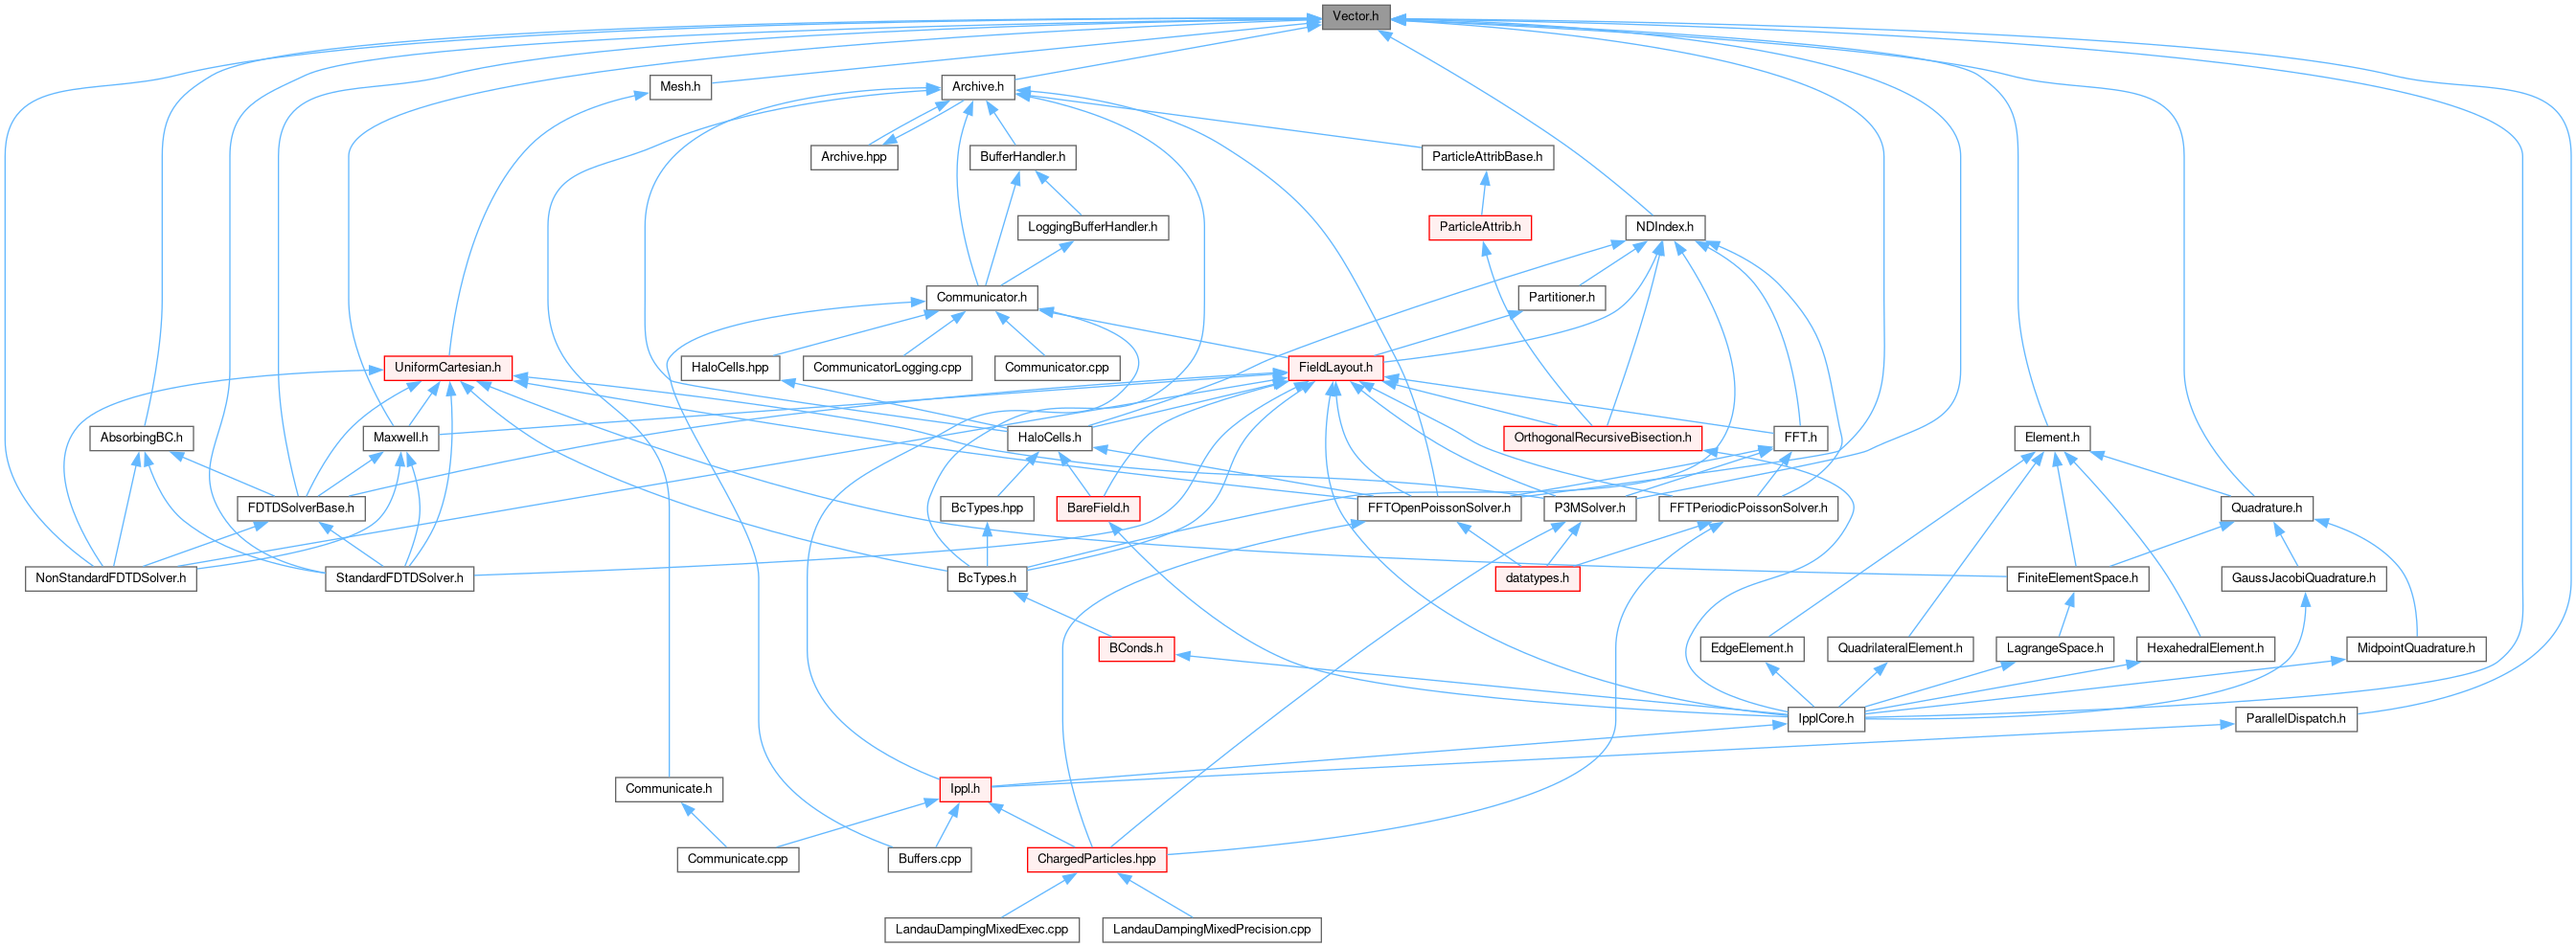 Vector.h
Mesh.h
Archive.h
Archive.hpp
BufferHandler.h
ParticleAttribBase.h
LoggingBufferHandler.h
ParticleAttrib.h
NDIndex.h
Communicator.h
Partitioner.h
UniformCartesian.h
HaloCells.hpp
CommunicatorLogging.cpp
Communicator.cpp
FieldLayout.h
AbsorbingBC.h
Maxwell.h
HaloCells.h
OrthogonalRecursiveBisection.h
FFT.h
Element.h
FDTDSolverBase.h
BcTypes.hpp
BareField.h
FFTOpenPoissonSolver.h
P3MSolver.h
FFTPeriodicPoissonSolver.h
Quadrature.h
NonStandardFDTDSolver.h
StandardFDTDSolver.h
BcTypes.h
datatypes.h
FiniteElementSpace.h
GaussJacobiQuadrature.h
BConds.h
EdgeElement.h
QuadrilateralElement.h
LagrangeSpace.h
HexahedralElement.h
MidpointQuadrature.h
IpplCore.h
ParallelDispatch.h
Communicate.h
Ippl.h
Communicate.cpp
Buffers.cpp
ChargedParticles.hpp
LandauDampingMixedExec.cpp
LandauDampingMixedPrecision.cpp